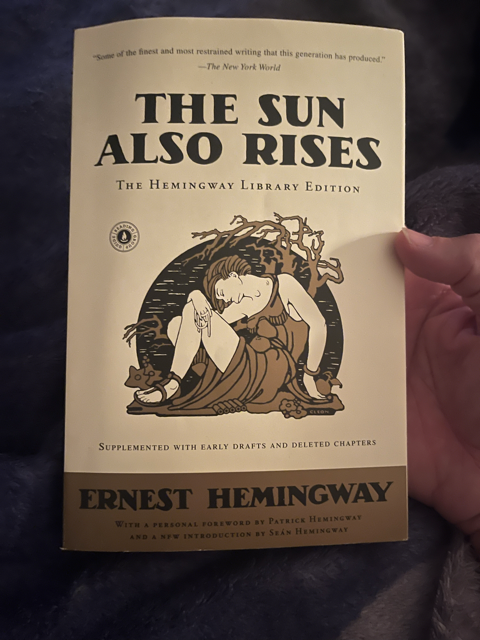 "Some of the finest and most restrained writing that this generation has produced."
—The New York World
THE SUN
ALSO RISES
THE HEMINGWAY LIBRARY EDITION
SUPPLEMENTED WITH EARLY DRAFTS AND DELETED CHAPTERS
ERNEST HEMINGWAY
WITH A PERSONAL FOREWORD BY PATRICK HEMINGWAY
AND A NEW INTRODUCTION BY SEÁN HEMINGWAY